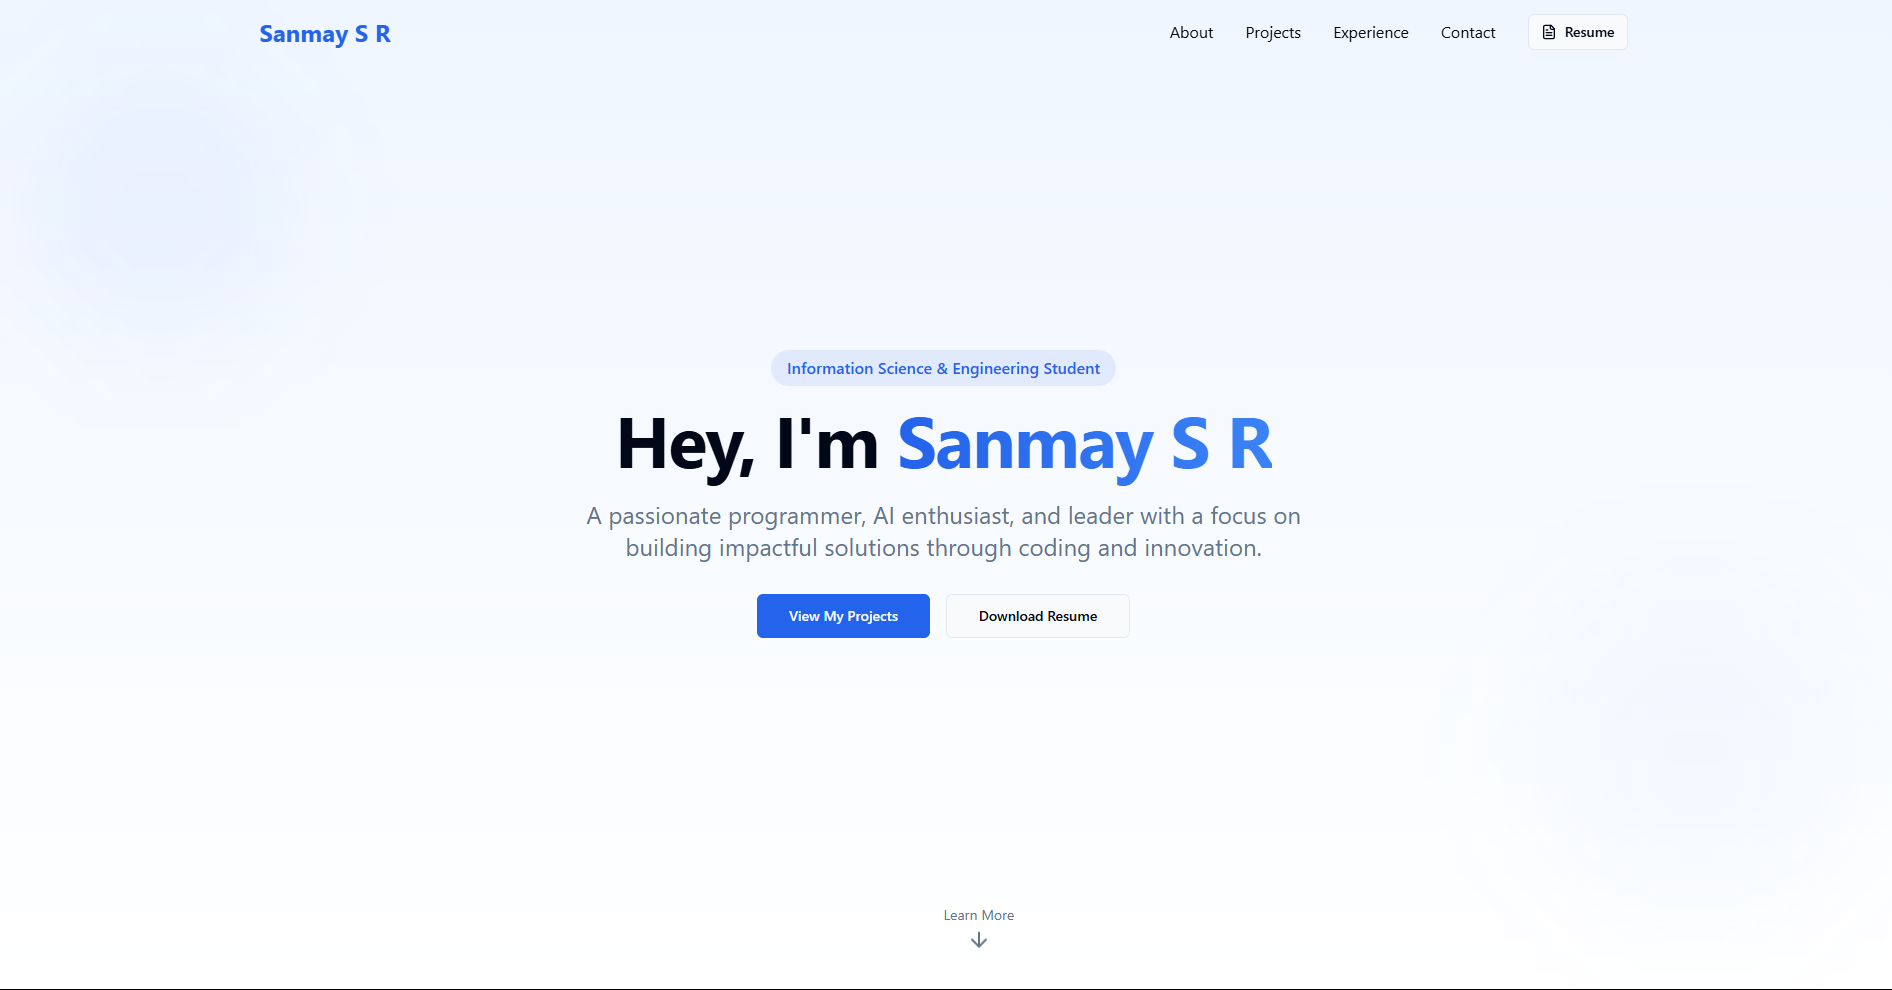 Sanmay S R
About
Projects
Experience
Contact
Resume
Information Science & Engineering Student
Hey, I'm Sanmay S R
A passionate programmer, AI enthusiast, and leader with a focus on
building impactful solutions through coding and innovation.
View My Projects
Download Resume
Learn More